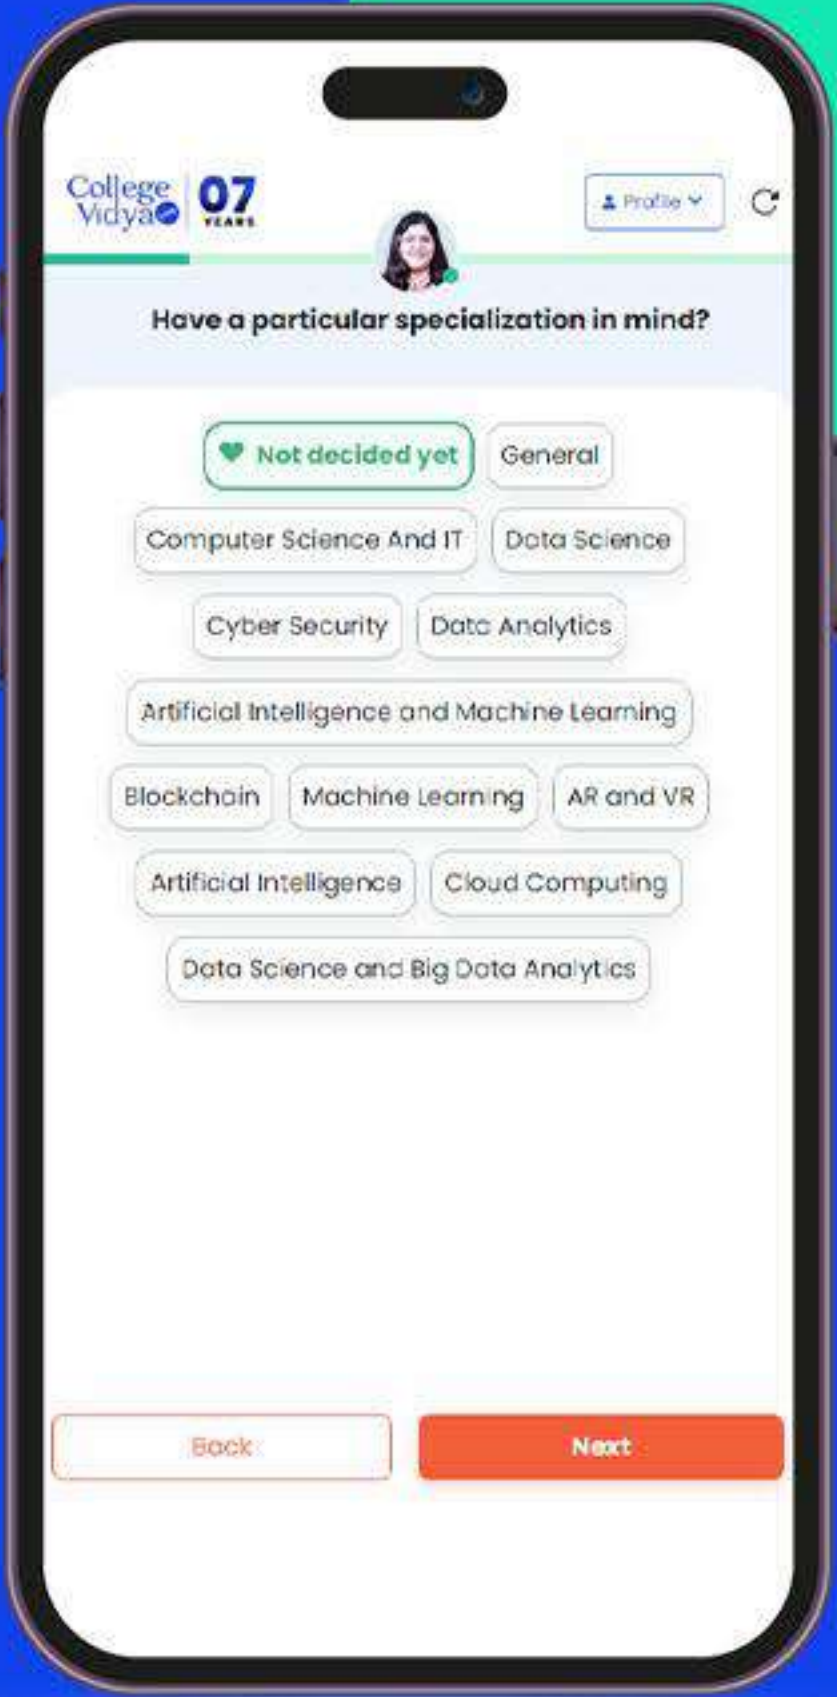 College Vidya
07 YEARS
Profile
Have a particular specialization in mind?
Not decided yet
General
Computer Science And IT
Data Science
Cyber Security
Data Analytics
Artificial Intelligence and Machine Learning
Blockchain
Machine Learning
AR and VR
Artificial Intelligence
Cloud Computing
Data Science and Big Data Analytics
Back
Next